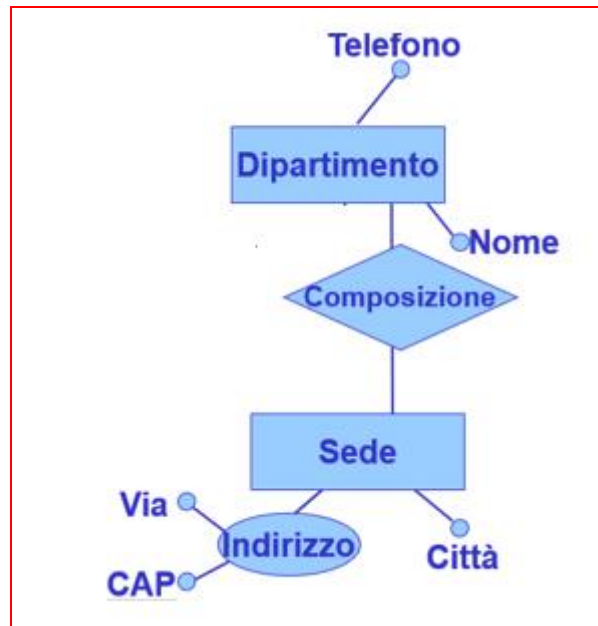 Telefono
Dipartimento
Nome
Composizione
Sede
Via
Indirizzo
Città
CAP